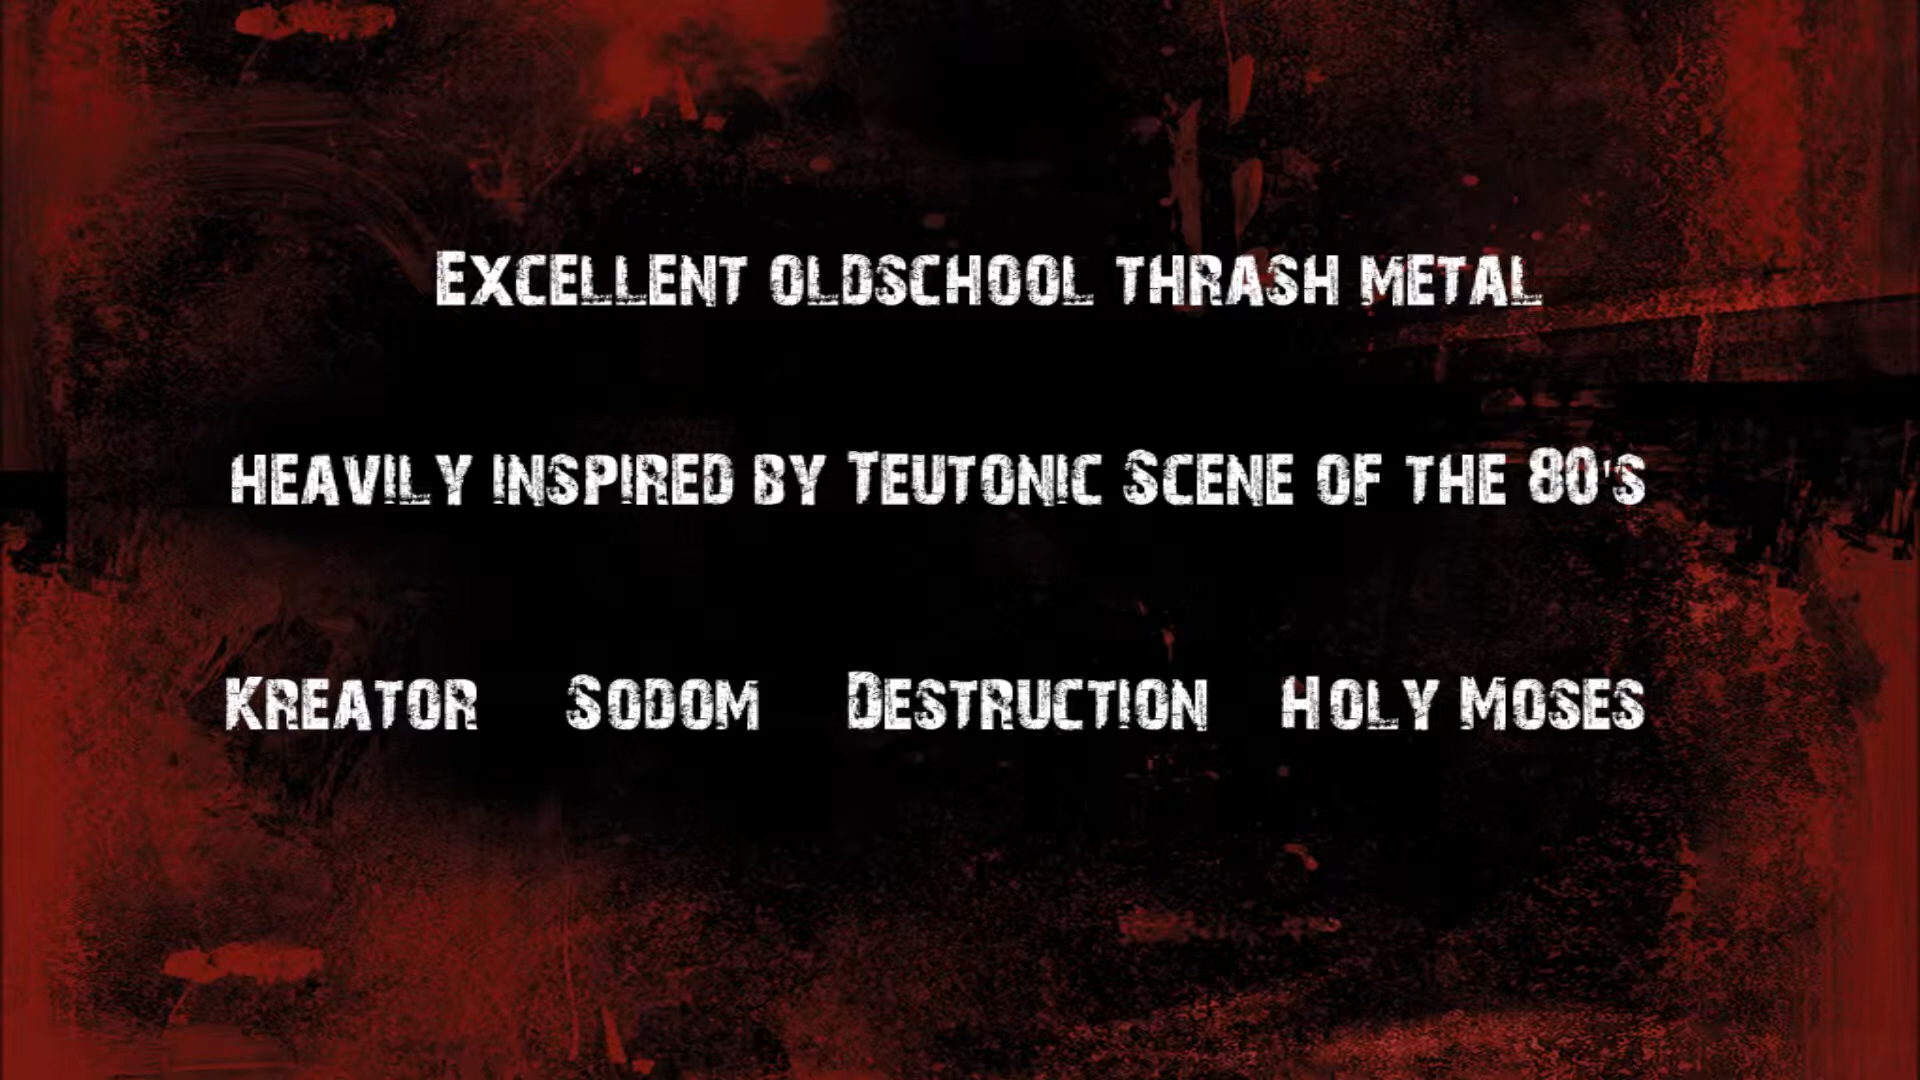 Excellent oldschool thrash metal
heavily inspired by Teutonic Scene of the 80's
Kreator Sodom Destruction Holy Moses